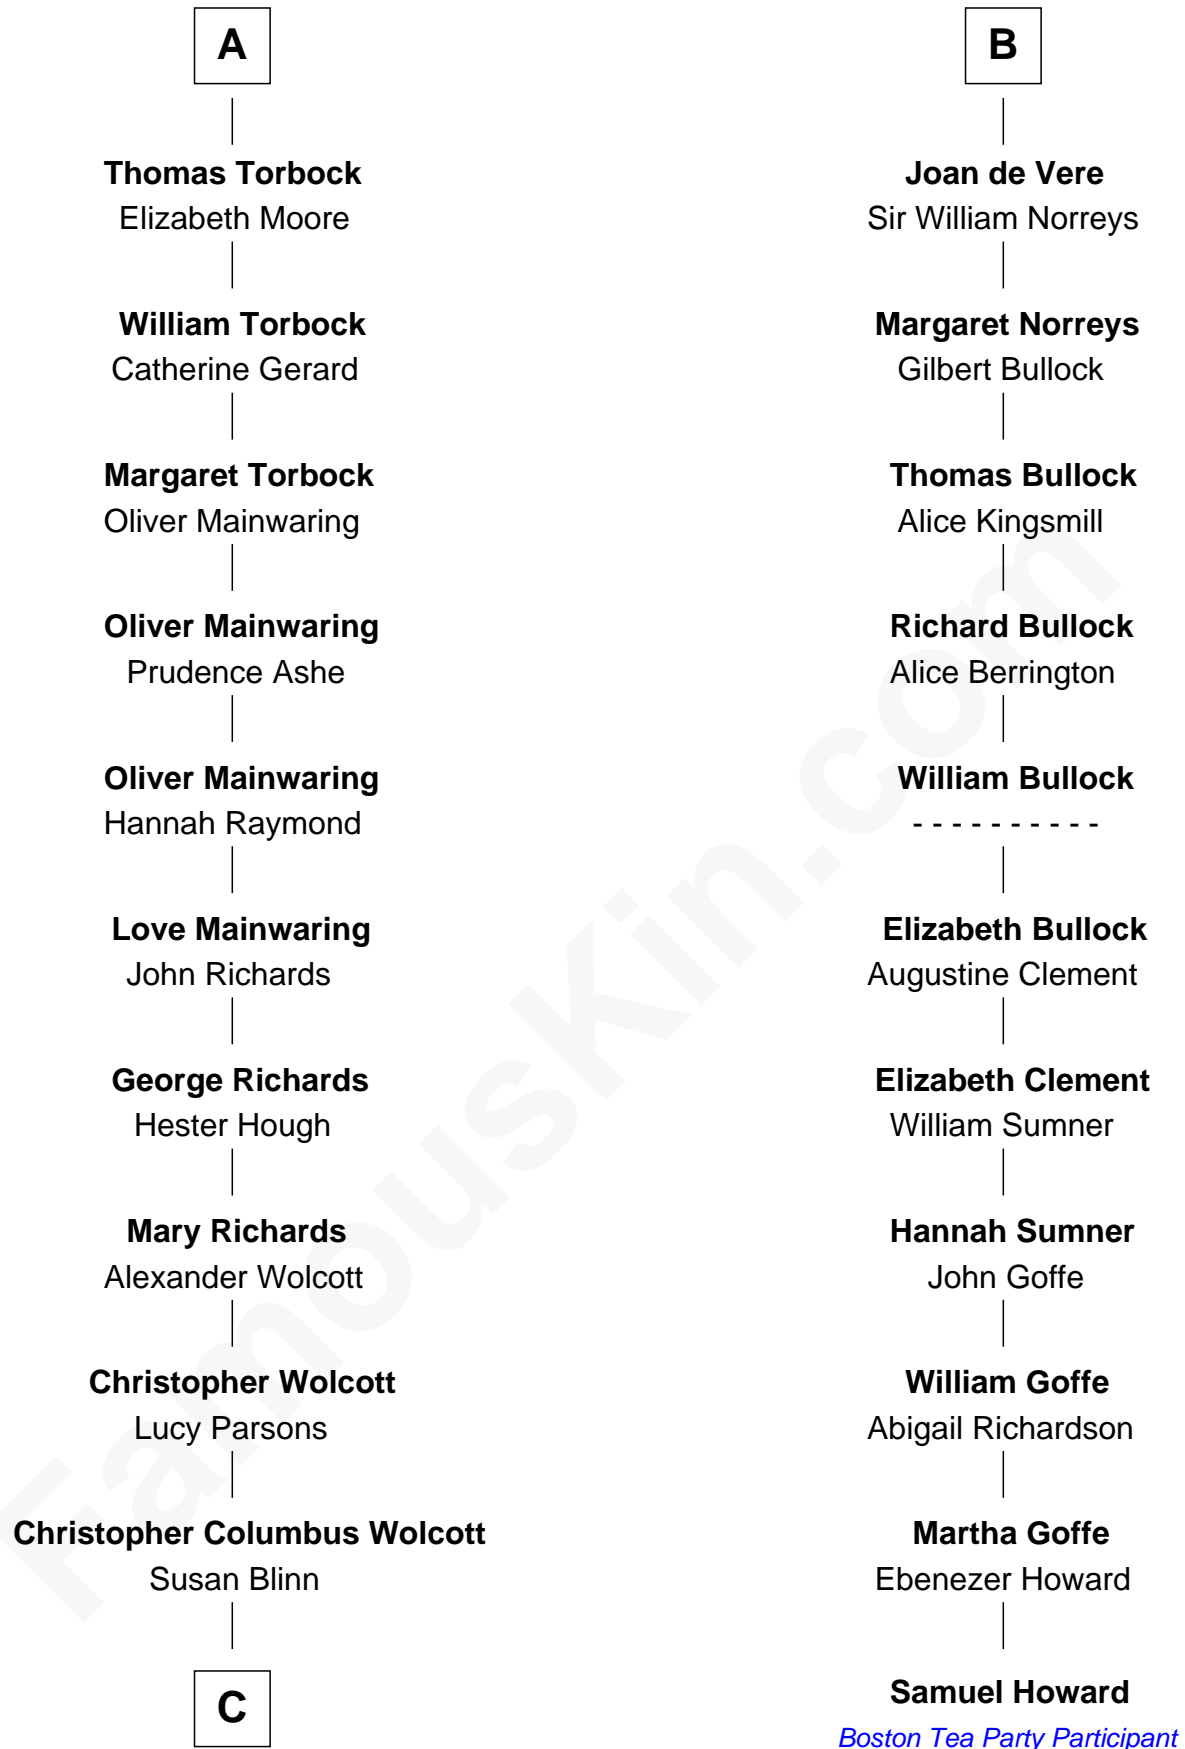 A
Thomas Torbock
Elizabeth Moore
William Torbock
Catherine Gerard
Margaret Torbock
Oliver Mainwaring
Oliver Mainwaring
Prudence Ashe
Oliver Mainwaring
Hannah Raymond
Love Mainwaring
John Richards
George Richards
Hester Hough
Mary Richards
Alexander Wolcott
Christopher Wolcott
Lucy Parsons
Christopher Columbus Wolcott
Susan Blinn
C
B
Joan de Vere
Sir William Norreys
Margaret Norreys
Gilbert Bullock
Thomas Bullock
Alice Kingsmill
Richard Bullock
Alice Berrington
William Bullock
- - - - - - - - - -
Elizabeth Bullock
Augustine Clement
Elizabeth Clement
William Sumner
Hannah Sumner
John Goffe
William Goffe
Abigail Richardson
Martha Goffe
Ebenezer Howard
Samuel Howard
Boston Tea Party Participant
FamousKin.com